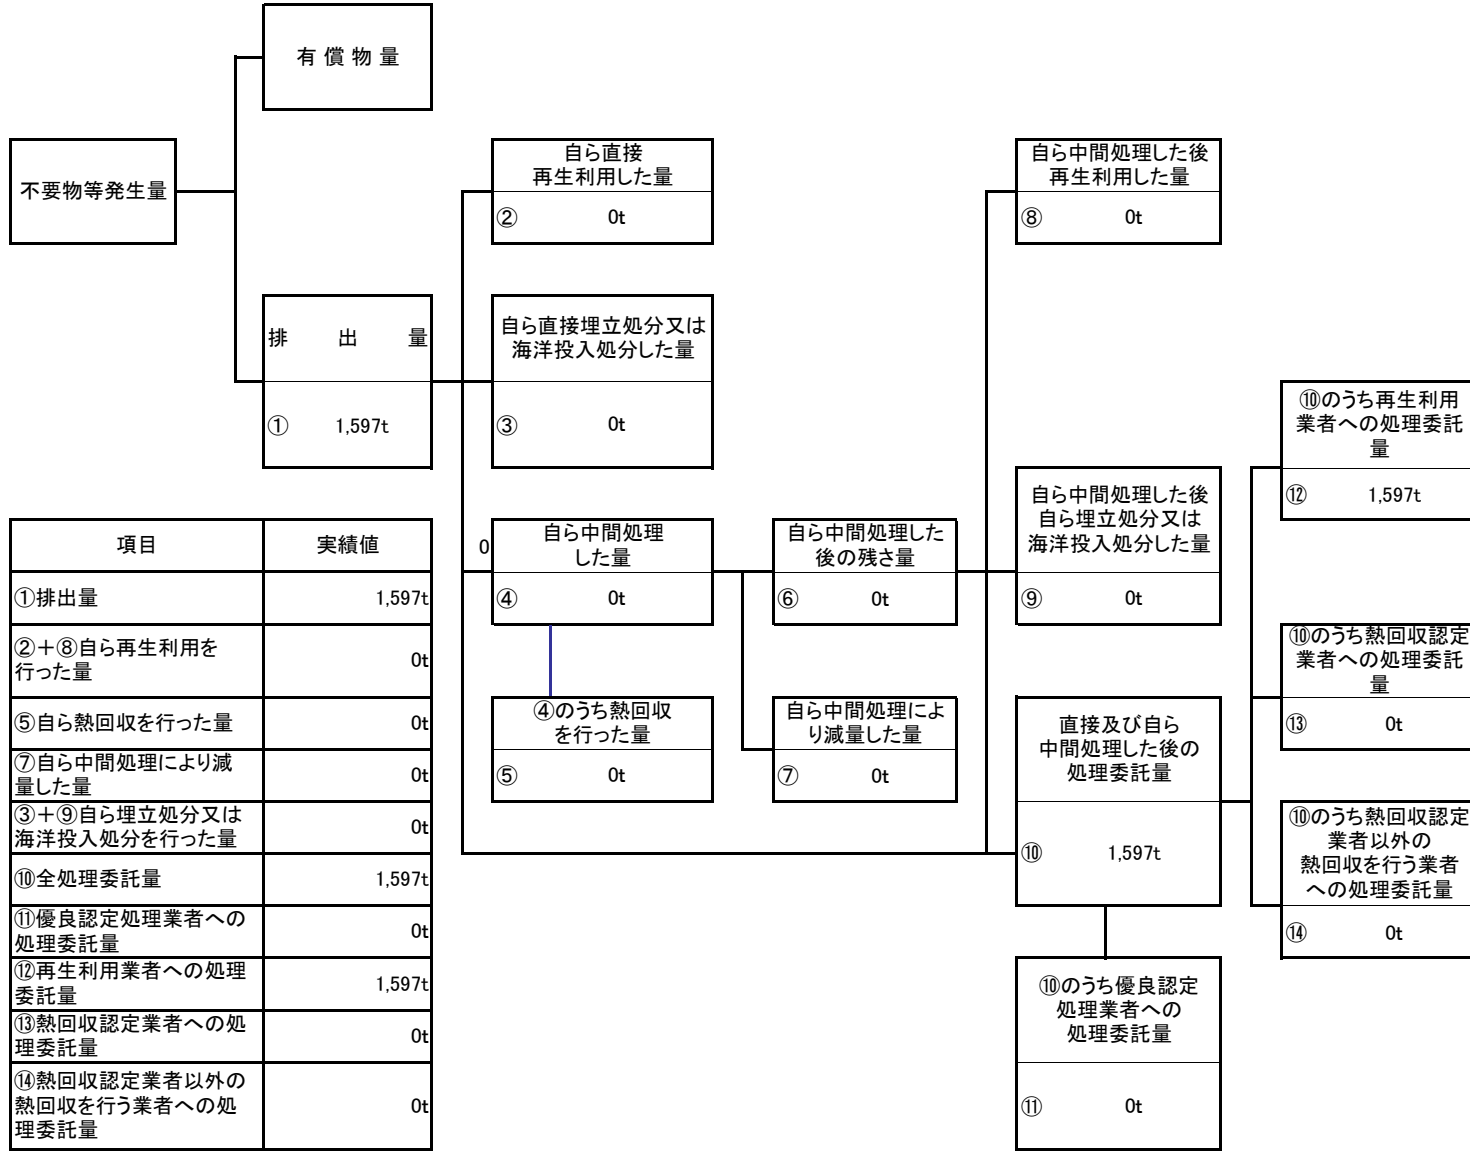 有 償 物 量
不要物等発生量
自ら直接
再生利用した量
② 0t
自ら中間処理した後
再生利用した量
⑧ 0t
排 出 量
① 1,597t
自ら直接埋立処分又は
海洋投入処分した量
③ 0t
⑩のうち再生利用
業者への処理委託
量
⑫ 1,597t
自ら中間処理した後
自ら埋立処分又は
海洋投入処分した量
⑨ 0t
0
自ら中間処理
した量
④ 0t
自ら中間処理した
後の残さ量
⑥ 0t
⑩のうち熱回収認定
業者への処理委託
量
⑬ 0t
④のうち熱回収
を行った量
⑤ 0t
自ら中間処理によ
り減量した量
⑦ 0t
直接及び自ら
中間処理した後の
処理委託量
⑩ 1,597t
⑩のうち熱回収認定
業者以外の
熱回収を行う業者
への処理委託量
⑭ 0t
⑩のうち優良認定
処理業者への
処理委託量
⑪ 0t
項目 実績値
①排出量 1,597t
②＋⑧自ら再生利用を
行った量 0t
⑤自ら熱回収を行った量 0t
⑦自ら中間処理により減
量した量 0t
③＋⑨自ら埋立処分又は
海洋投入処分を行った量 0t
⑩全処理委託量 1,597t
⑪優良認定処理業者への
処理委託量 0t
⑫再生利用業者への処理
委託量 1,597t
⑬熱回収認定業者への処
理委託量 0t
⑭熱回収認定業者以外の
熱回収を行う業者への処
理委託量 0t